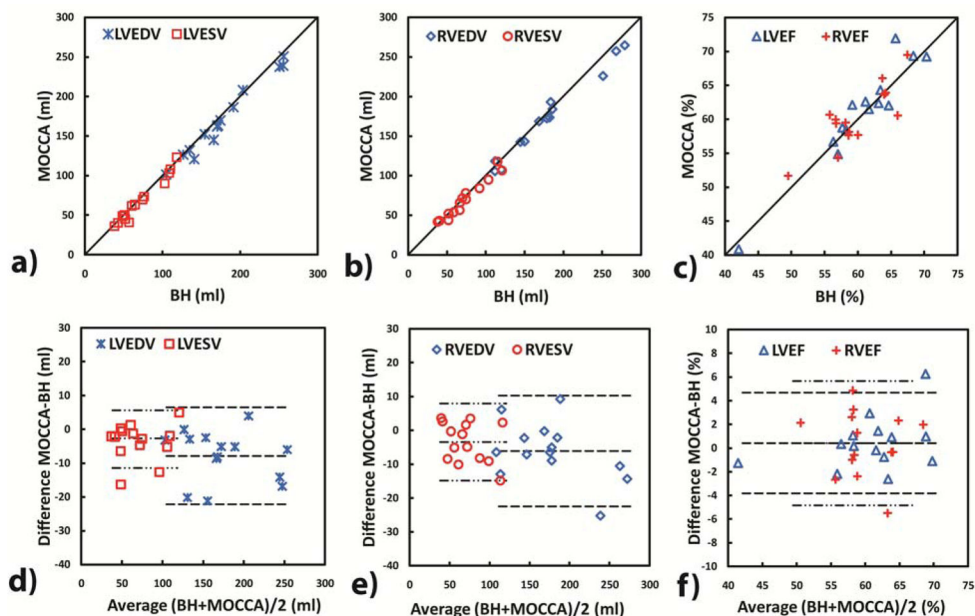 LVEDV LVESV
300
250
200
150
100
50
0
MOCCA (ml)
0 100 200 300
BH (ml)
a)
RVEDV RVESV
300
250
200
150
100
50
0
MOCCA (ml)
0 50 100 150 200 250 300
BH (ml)
b)
LVEF RVEF
75
70
65
60
55
50
45
40
MOCCA (%)
40 45 50 55 60 65 70 75
BH (%)
c)
LVEDV LVESV
30
20
10
0
-10
-20
-30
-40
Difference MOCCA-BH (ml)
0 50 100 150 200 250 300
Average (BH+MOCCA)/2 (ml)
d)
RVEDV RVESV
30
20
10
0
-10
-20
-30
-40
Difference MOCCA-BH (ml)
0 50 100 150 200 250 300
Average (BH+MOCCA)/2 (ml)
e)
LVEF RVEF
10
8
6
4
2
0
-2
-4
-6
-8
-10
Difference MOCCA-BH (%)
40 45 50 55 60 65 70 75
Average (BH+MOCCA)/2 (%)
f)